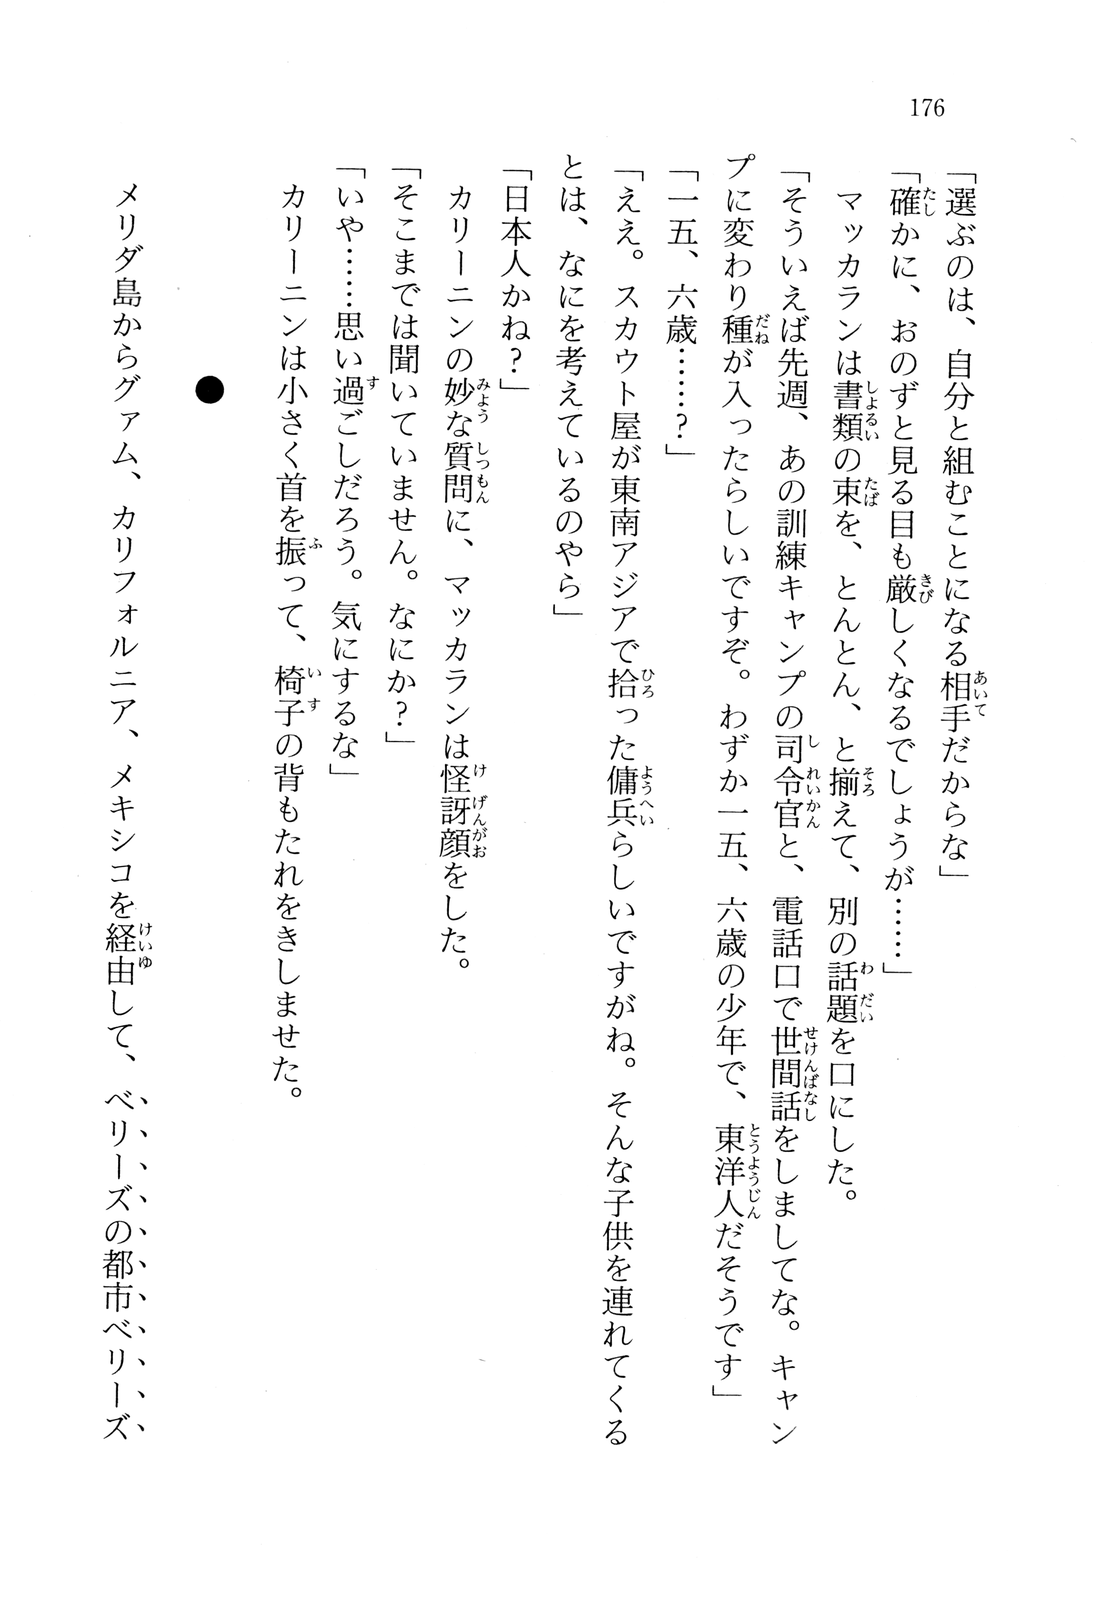 176
「選ぶのは、自分と組むことになる相手だからな」
「確かに、おのずと見る目も厳しくなるでしょうが……」
マッカランは書類の束を、とんとん、と揃えて、別の話題を口にした。
「そういえば先週、あの訓練キャンプの司令官と、電話口で世間話をしましてな。キャン
プに変わり種が入ったらしいですぞ。わずか一五、六歳の少年で、東洋人だそうです」
「一五、六歳……?」
「ええ。スカウト屋が東南アジアで拾った傭兵らしいですがね。そんな子供を連れてくる
とは、なにを考えているのやら」
「日本人かね?」
カリーニンの妙な質問に、マッカランは怪訝顔をした。
「そこまでは聞いていません。なにか?」
「いや……思い過ごしだろう。気にするな」
カリーニンは小さく首を振って、椅子の背もたれをきしませた。
●
メリダ島からグァム、カリフォルニア、メキシコを経由して、ベリーズの都市ベリーズ